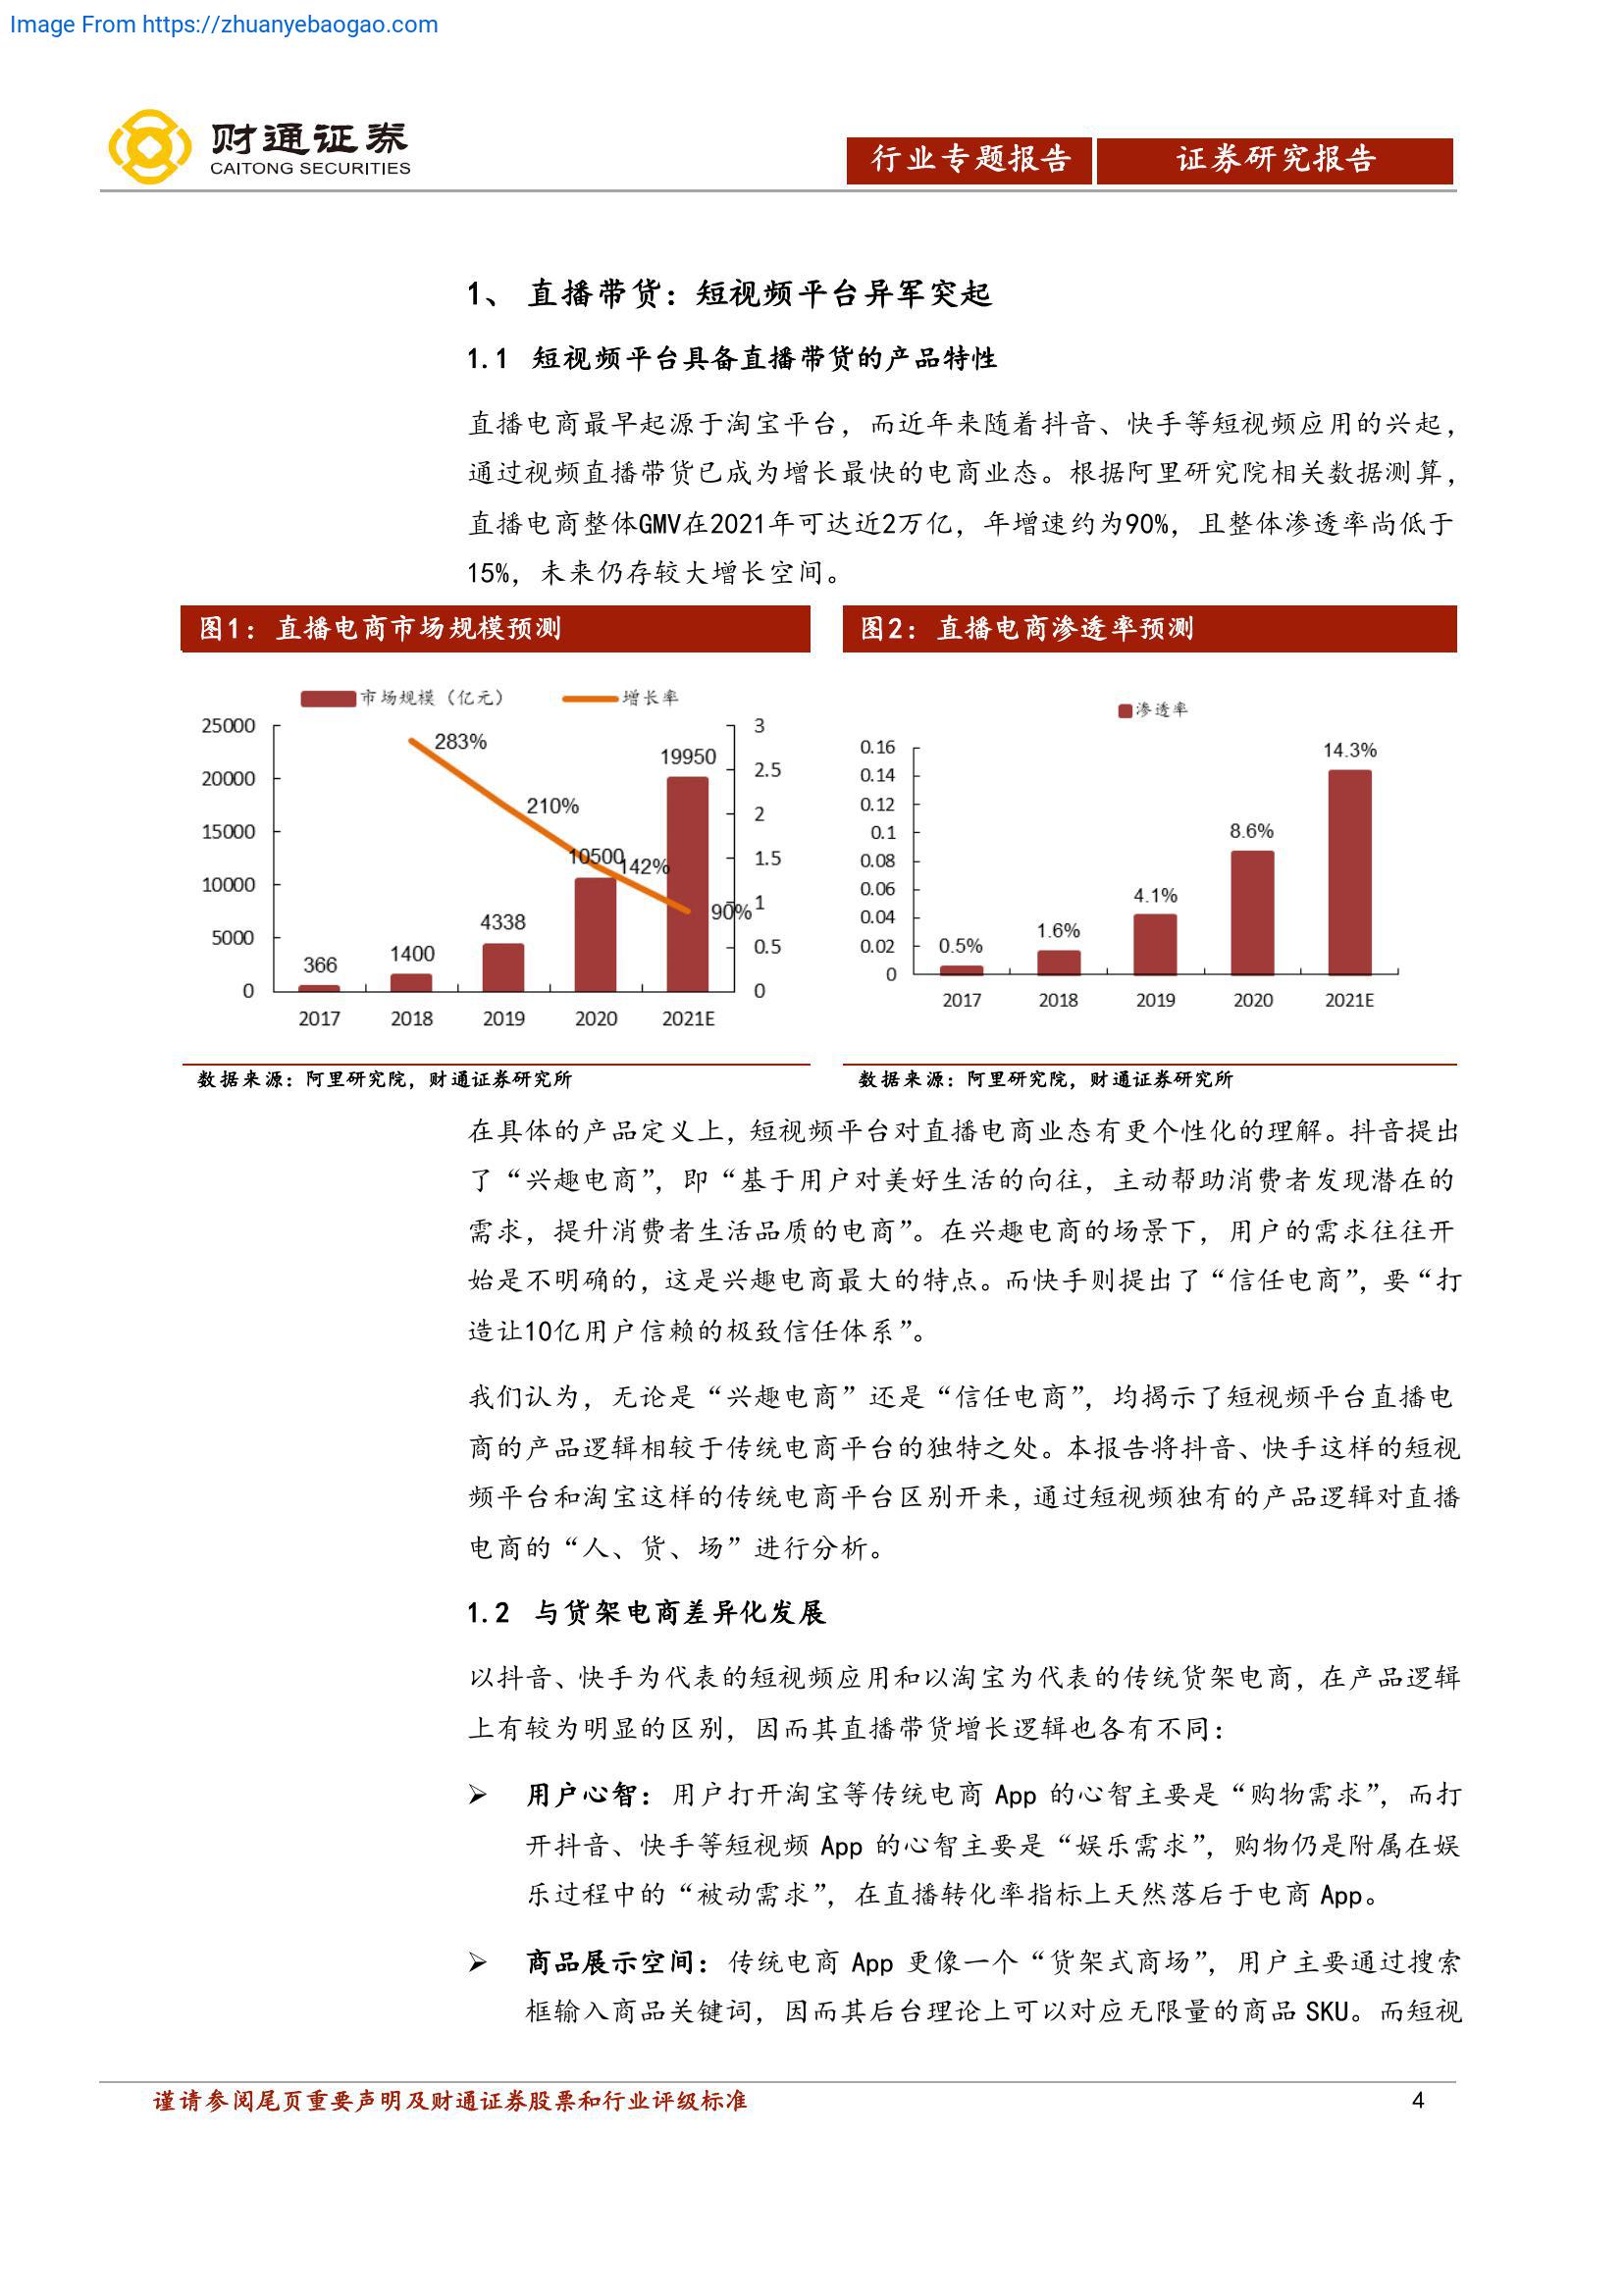 Image From https://zhuanyebaogao.com
财通证券
CAITONG SECURITIES
行业专题报告
证券研究报告
1、 直播带货：短视频平台异军突起
1.1 短视频平台具备直播带货的产品特性
直播电商最早起源于淘宝平台，而近年来随着抖音、快手等短视频应用的兴起，
通过视频直播带货已成为增长最快的电商业态。根据阿里研究院相关数据测算，
直播电商整体GMV在2021年可达近2万亿，年增速约为90%，且整体渗透率尚低于
15%，未来仍存较大增长空间。
图1：直播电商市场规模预测
市场规模（亿元）
增长率
25000
20000
15000
10000
5000
0
3
2.5
2
1.5
1
0.5
0
283%
210%
142%
90%
366
1400
4338
10500
19950
2017
2018
2019
2020
2021E
数据来源：阿里研究院，财通证券研究所
图2：直播电商渗透率预测
渗透率
0.16
0.14
0.12
0.1
0.08
0.06
0.04
0.02
0
0.5%
1.6%
4.1%
8.6%
14.3%
2017
2018
2019
2020
2021E
数据来源：阿里研究院，财通证券研究所
在具体的产品定义上，短视频平台对直播电商业态有更个性化的理解。抖音提出
了“兴趣电商”，即“基于用户对美好生活的向往，主动帮助消费者发现潜在的
需求，提升消费者生活品质的电商”。在兴趣电商的场景下，用户的需求往往开
始是不明确的，这是兴趣电商最大的特点。而快手则提出了“信任电商”，要“打
造让10亿用户信赖的极致信任体系”。
我们认为，无论是“兴趣电商”还是“信任电商”，均揭示了短视频平台直播电
商的产品逻辑相较于传统电商平台的独特之处。本报告将抖音、快手这样的短视
频平台和淘宝这样的传统电商平台区别开来，通过短视频独有的产品逻辑对直播
电商的“人、货、场”进行分析。
1.2 与货架电商差异化发展
以抖音、快手为代表的短视频应用和以淘宝为代表的传统货架电商，在产品逻辑
上有较为明显的区别，因而其直播带货增长逻辑也各有不同：
➢ 用户心智：用户打开淘宝等传统电商 App 的心智主要是“购物需求”，而打
开抖音、快手等短视频 App 的心智主要是“娱乐需求”，购物仍是附属在娱
乐过程中的“被动需求”，在直播转化率指标上天然落后于电商 App。
➢ 商品展示空间：传统电商 App 更像一个“货架式商场”，用户主要通过搜索
框输入商品关键词，因而其后台理论上可以对应无限量的商品 SKU。而短视
谨请参阅尾页重要声明及财通证券股票和行业评级标准
4